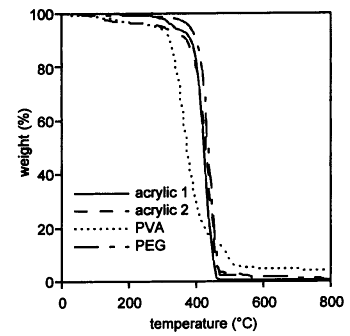 100
80
60
40
20
0
weight (%)
acrylic 1
acrylic 2
PVA
PEG
0 200 400 600 800
temperature (°C)